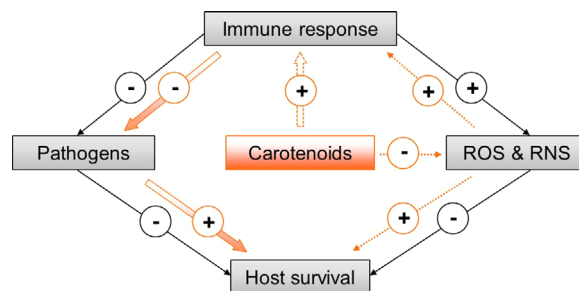 Immune response
- - + + +
Pathogens
Carotenoids
-
ROS & RNS
- + + -
Host survival